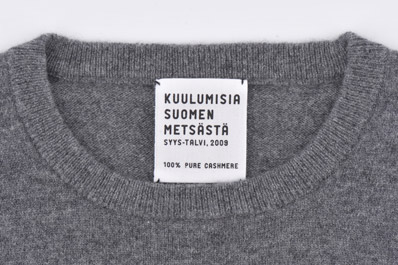 KUULUMISIA
SUOMEN
METSÄSTÄ
SYYS-TALVI, 2009
100% PURE CASHMERE